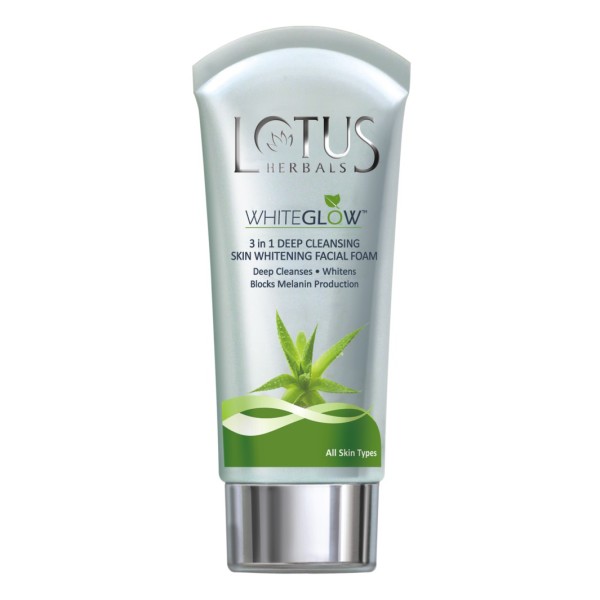 LOTUS
HERBALS
WHITEGLOW™
3 in 1 DEEP CLEANSING
SKIN WHITENING FACIAL FOAM
Deep Cleanses • Whitens
Blocks Melanin Production
All Skin Types